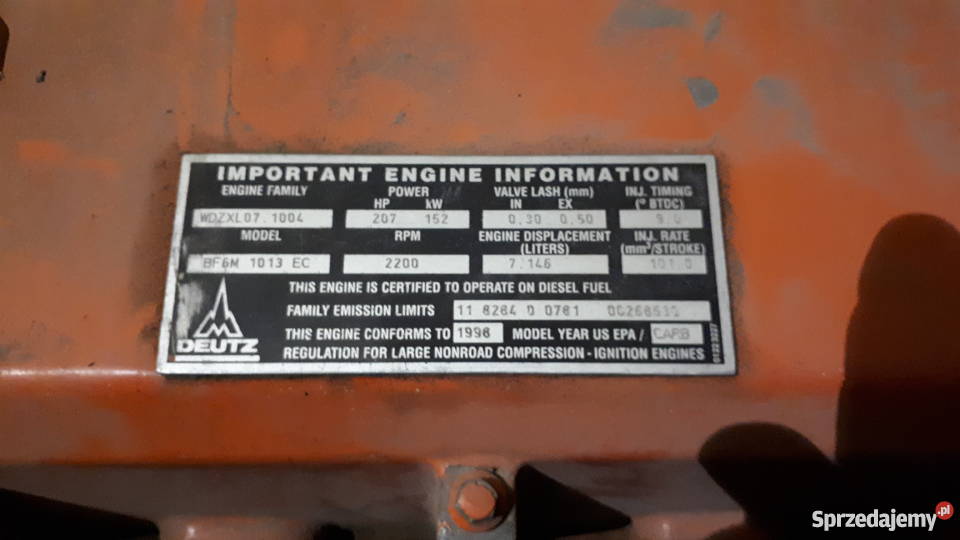 IMPORTANT ENGINE INFORMATION
ENGINE FAMILY POWER VALVE LASH (mm) INJ. TIMING
HP kW IN EX (° BTDC)
WDZXL07.1004 207 152 0.30 0.50 9.0
MODEL RPM ENGINE DISPLACEMENT (LITERS) INJ. RATE (mm³/STROKE)
BF6M 1013 EC 2200 7.146 101.0
THIS ENGINE IS CERTIFIED TO OPERATE ON DIESEL FUEL
FAMILY EMISSION LIMITS 11 8264 D 0781
THIS ENGINE CONFORMS TO 1998 MODEL YEAR US EPA / CARB
REGULATION FOR LARGE NONROAD COMPRESSION - IGNITION ENGINES
DEUTZ
Sprzedajemy.pl